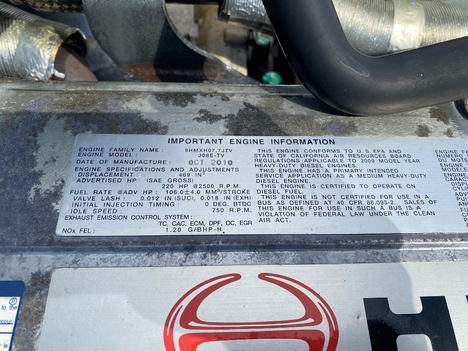 IMPORTANT ENGINE INFORMATION
ENGINE FAMILY NAME : 9HMXH07.7JTV
ENGINE MODEL : J08E-TV
DATE OF MANUFACTURE : OCT 2010
DISPLACEMENT : 469 IN³
ADVERTISED HP (SAE GROSS) :
220 HP @2500 R.P.M.
FUEL RATE @ADV HP : 106.0±4.0 MM³/STROKE
VALVE LASH : 0.012 IN (SUC), 0.018 IN (EXH)
INITIAL INJECTION TIMING : 0 DEG. BTDC
IDLE SPEED : 750 R.P.M.
EXHAUST EMISSION CONTROL SYSTEM :
TC, CAC, ECM, DPF, OC, EGR
NOx FEL : 1.20 G/BHP-H
THIS ENGINE CONFORMS TO U.S.EPA AND
STATE OF CALIFORNIA AIR RESOURCES BOARD
REGULATIONS APPLICABLE TO 2009 MODEL YEAR
HEAVY-DUTY DIESEL ENGINES.
THIS ENGINE HAS A PRIMARY INTENDED
SERVICE APPLICATION AS A MEDIUM HEAVY-DUTY
DIESEL ENGINE.
THIS ENGINE IS CERTIFIED TO OPERATE ON
DIESEL FUEL.
THIS ENGINE IS NOT CERTIFIED FOR USE IN A
BUS AS DEFINED AT 40 CFR 86.093-2. SALES OF
THIS ENGINE FOR USE IN SUCH A BUS IS A
VIOLATION OF FEDERAL LAW UNDER THE CLEAN
AIR ACT.
to the
occur
H